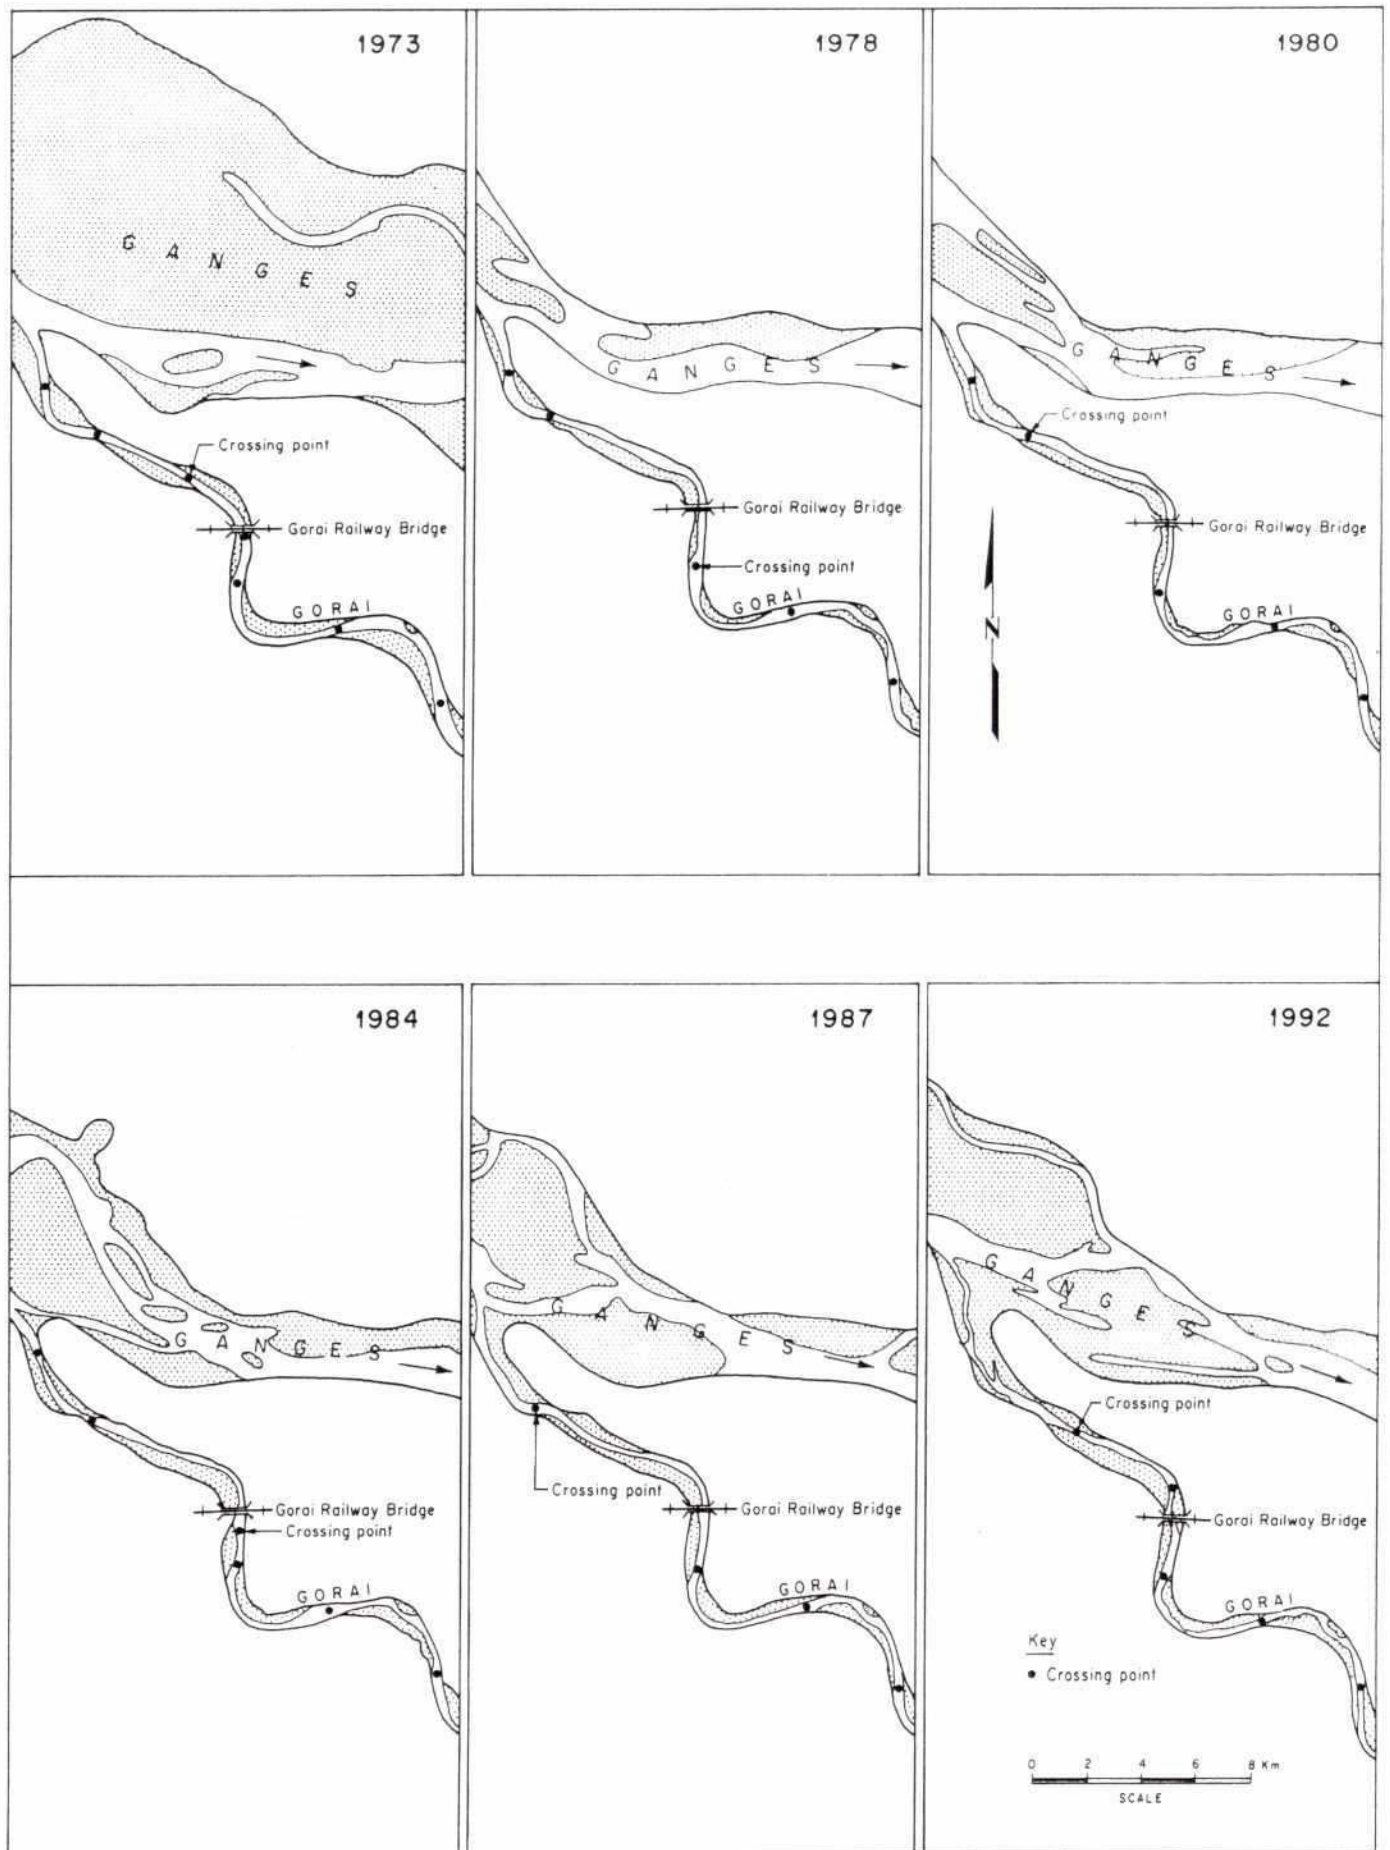 1973
GANGES
Crossing point
Gorai Railway Bridge
GORAI
1978
GANGES
Gorai Railway Bridge
Crossing point
GORAI
1980
GANGES
Crossing point
Gorai Railway Bridge
N
GORAI
1984
GANGES
Gorai Railway Bridge
Crossing point
GORAI
1987
GANGES
Crossing point
Gorai Railway Bridge
GORAI
1992
GANGES
Crossing point
Gorai Railway Bridge
GORAI
Key
Crossing point
0 2 4 6 8 Km
SCALE